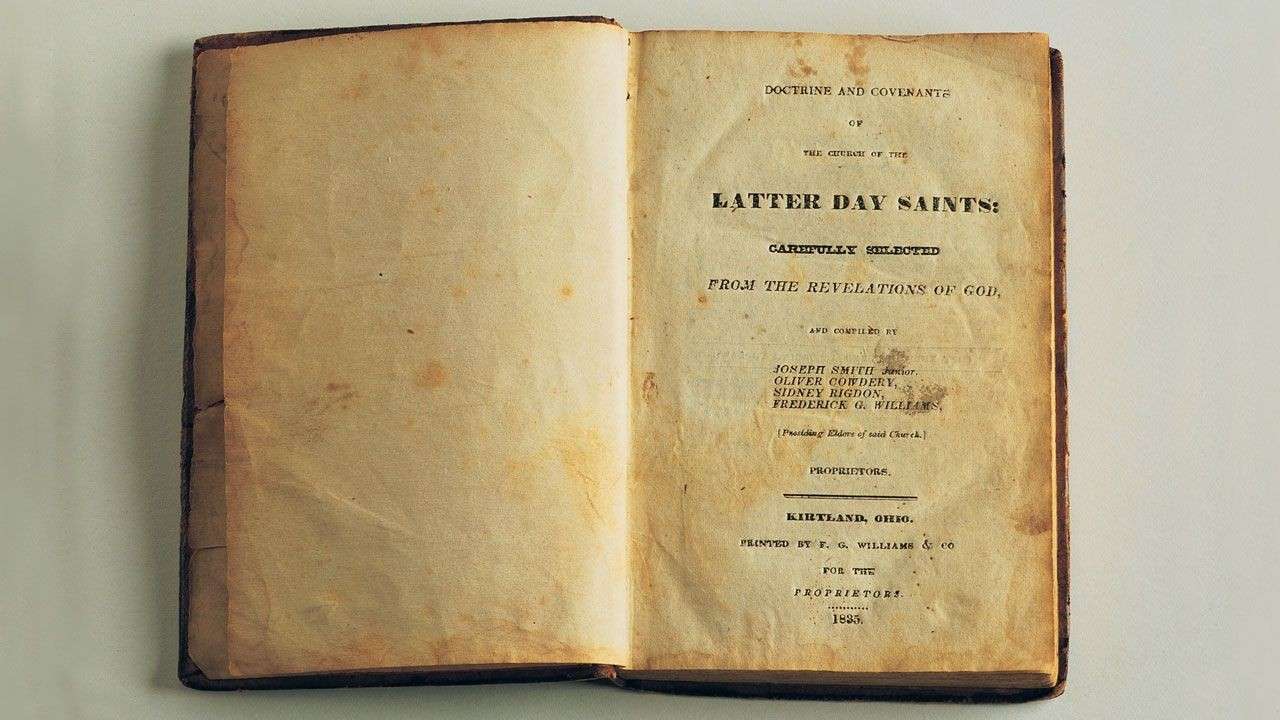 DOCTRINE AND COVENANTS
OF
THE CHURCH OF THE
LATTER DAY SAINTS:
CAREFULLY SELECTED
FROM THE REVELATIONS OF GOD,
AND COMPILED BY
JOSEPH SMITH Junior.
OLIVER COWDERY,
SIDNEY RIGDON,
FREDERICK G. WILLIAMS,
[Presiding Elders of said Church.]
PROPRIETORS.
KIRTLAND, OHIO.
PRINTED BY F. G. WILLIAMS & CO
FOR THE
PROPRIETORS.
1835.